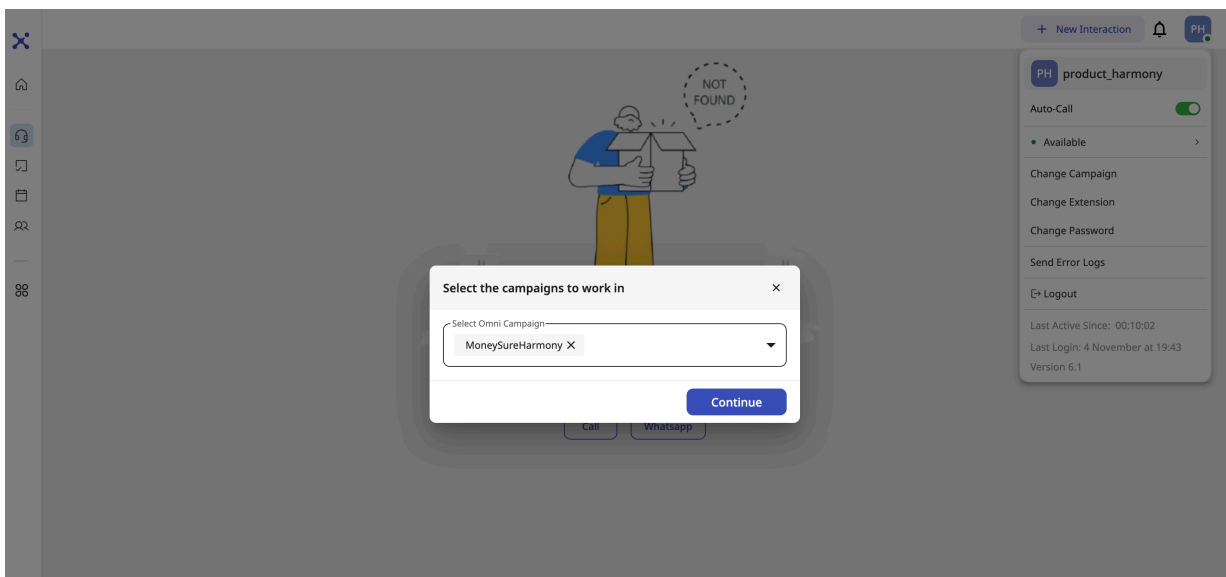 + New Interaction
PH
NOT
FOUND
PH product_harmony
Auto-Call
Available
Change Campaign
Change Extension
Change Password
Send Error Logs
Logout
Last Active Since: 00:10:02
Last Login: 4 November at 19:43
Version 6.1
Select the campaigns to work in
Select Omni Campaign
MoneySureHarmony
Continue
Call
Whatsapp